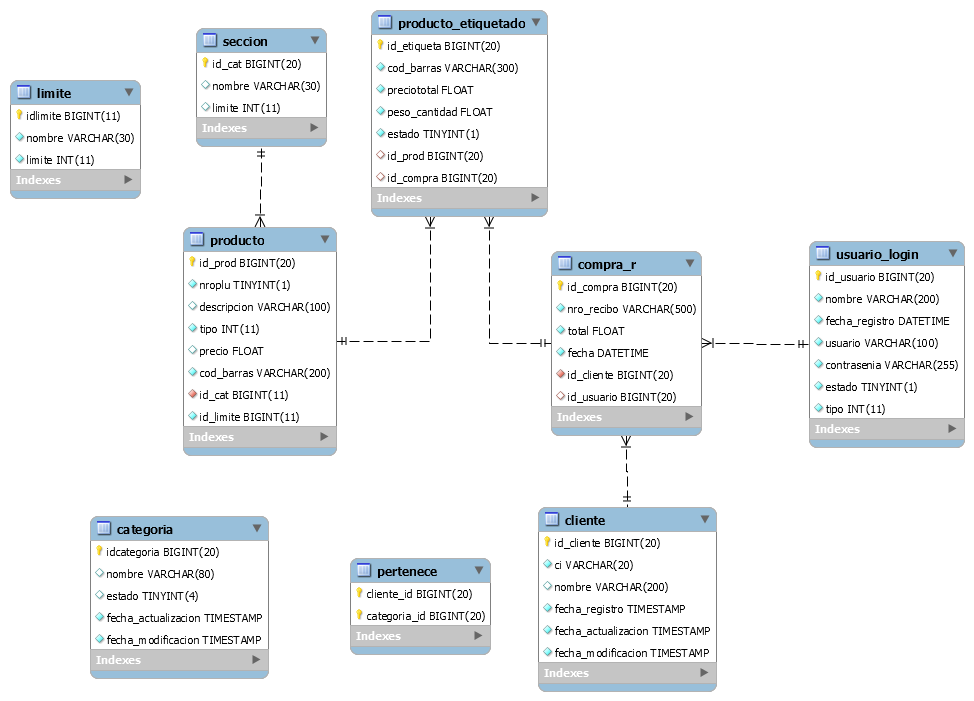 limite
idlimite BIGINT(11)
nombre VARCHAR(30)
limite INT(11)
Indexes
seccion
id_cat BIGINT(20)
nombre VARCHAR(30)
limite INT(11)
Indexes
producto_etiquetado
id_etiqueta BIGINT(20)
cod_barras VARCHAR(300)
preciototal FLOAT
peso_cantidad FLOAT
estado TINYINT(1)
id_prod BIGINT(20)
id_compra BIGINT(20)
Indexes
producto
id_prod BIGINT(20)
nroplu TINYINT(1)
descripcion VARCHAR(100)
tipo INT(11)
precio FLOAT
cod_barras VARCHAR(200)
id_cat BIGINT(11)
id_limite BIGINT(11)
Indexes
compra_r
id_compra BIGINT(20)
nro_recibo VARCHAR(500)
total FLOAT
fecha DATETIME
id_cliente BIGINT(20)
id_usuario BIGINT(20)
Indexes
usuario_login
id_usuario BIGINT(20)
nombre VARCHAR(200)
fecha_registro DATETIME
usuario VARCHAR(100)
contrasenia VARCHAR(255)
estado TINYINT(1)
tipo INT(11)
Indexes
categoria
idcategoria BIGINT(20)
nombre VARCHAR(80)
estado TINYINT(4)
fecha_actualizacion TIMESTAMP
fecha_modificacion TIMESTAMP
Indexes
pertenece
cliente_id BIGINT(20)
categoria_id BIGINT(20)
Indexes
cliente
id_cliente BIGINT(20)
ci VARCHAR(20)
nombre VARCHAR(200)
fecha_registro TIMESTAMP
fecha_actualizacion TIMESTAMP
fecha_modificacion TIMESTAMP
Indexes